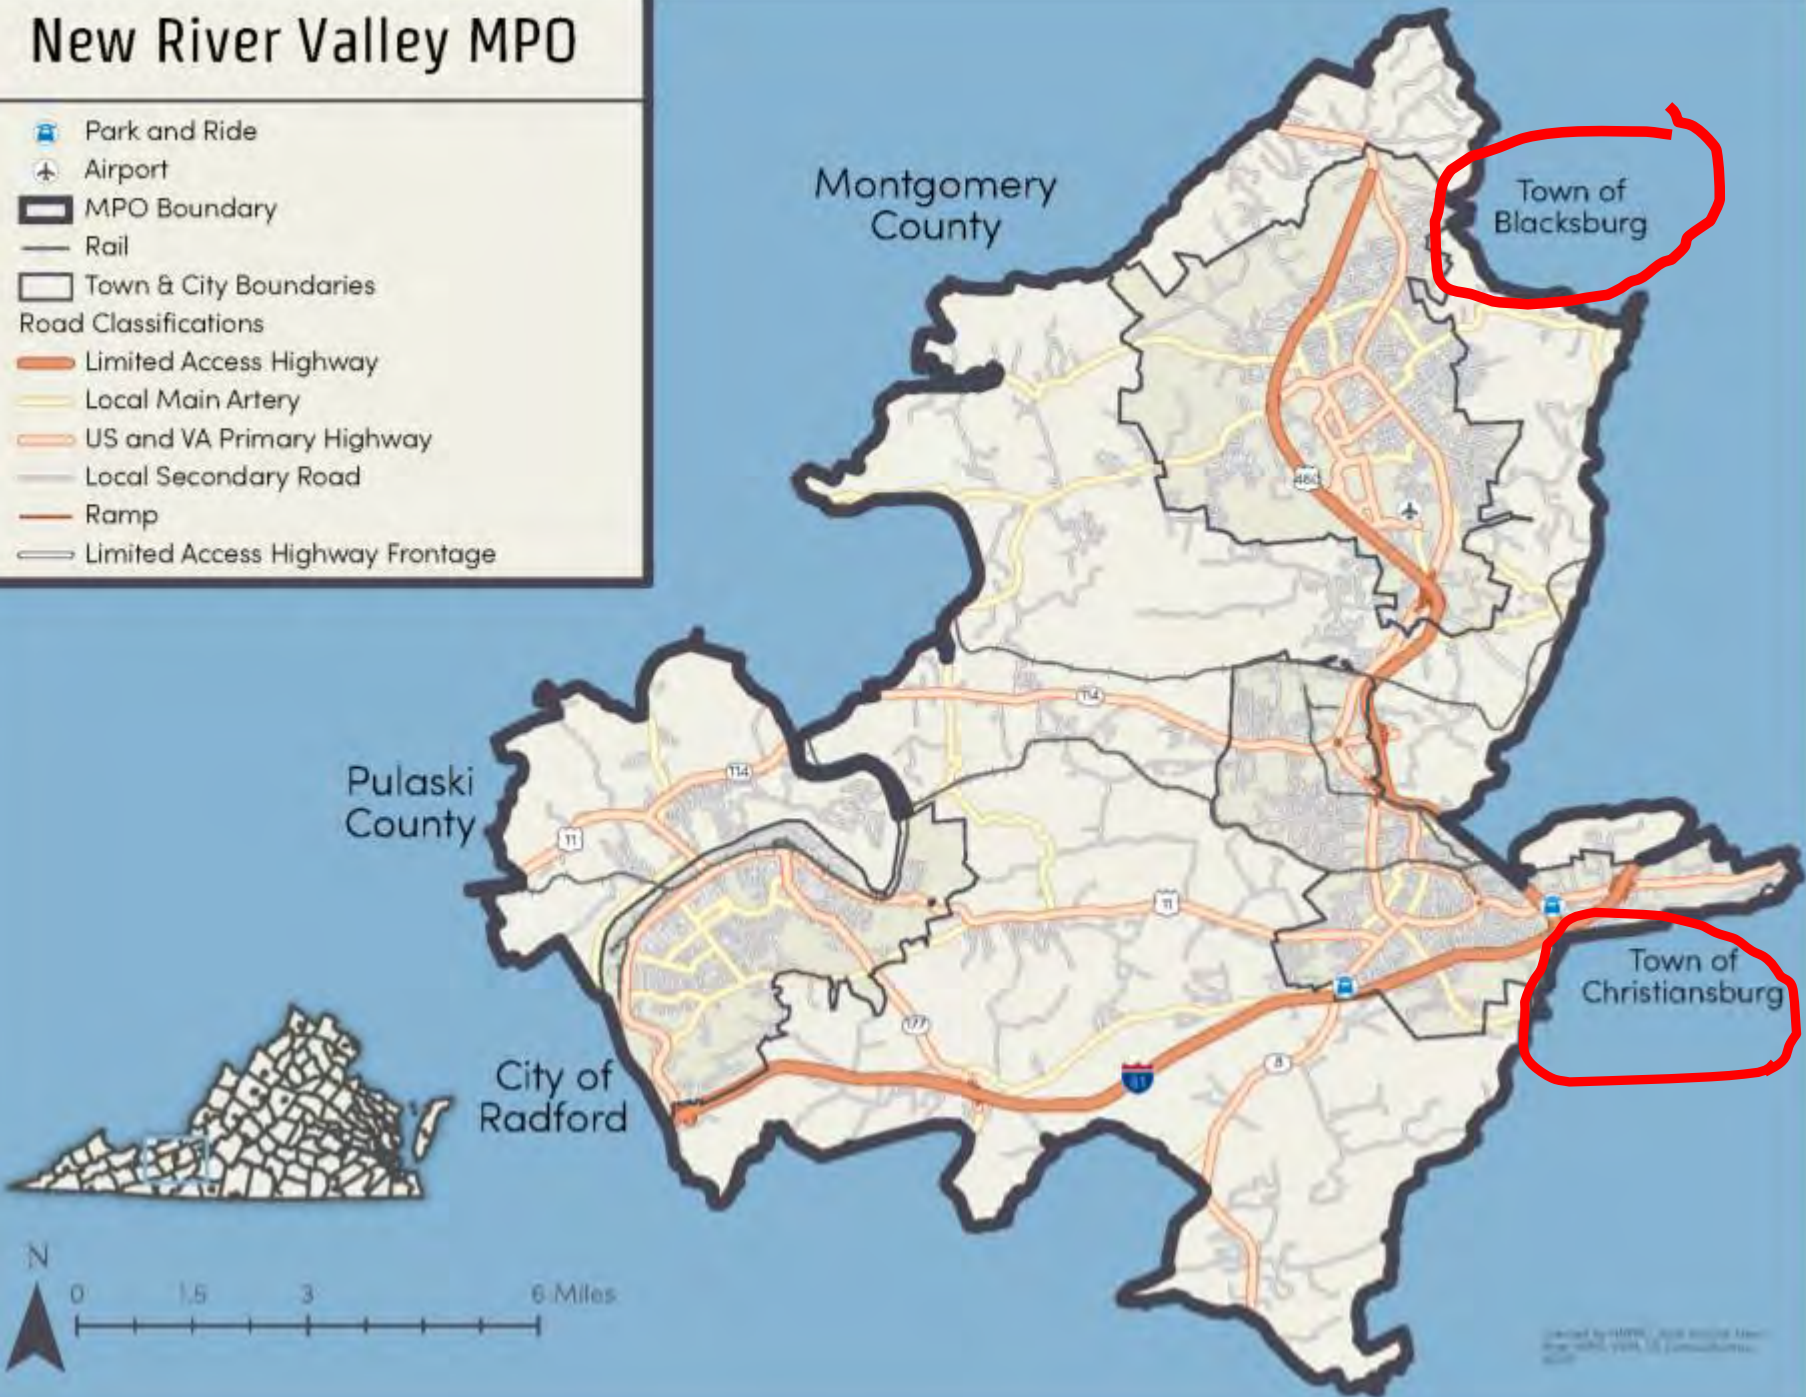 New River Valley MPO
Park and Ride
Airport
MPO Boundary
Rail
Town & City Boundaries
Road Classifications
Limited Access Highway
Local Main Artery
US and VA Primary Highway
Local Secondary Road
Ramp
Limited Access Highway Frontage
Montgomery
County
Town of
Blacksburg
460
114
Pulaski
County
114
11
11
Town of
Christiansburg
177
8
81
City of
Radford
N
0 1.5 3 6 Miles